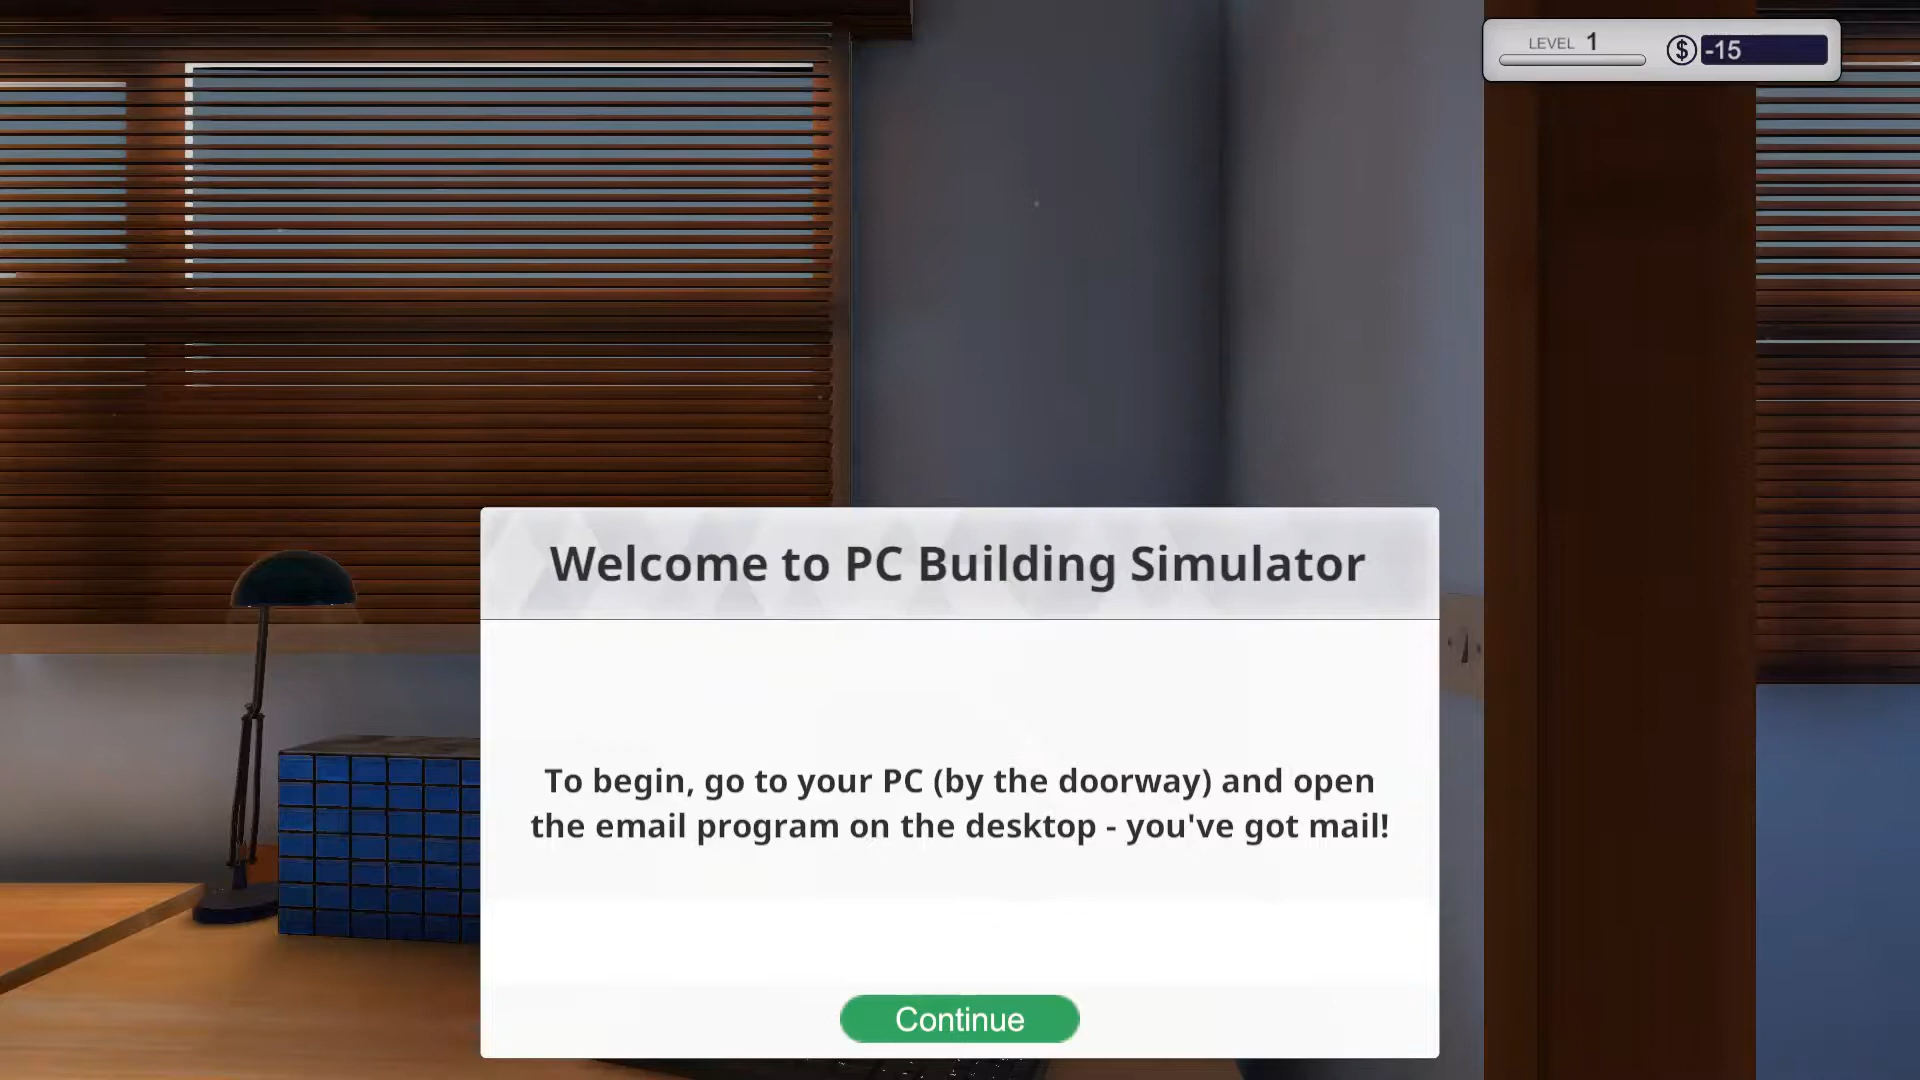 LEVEL 1
$ -15
Welcome to PC Building Simulator
To begin, go to your PC (by the doorway) and open
the email program on the desktop - you've got mail!
Continue